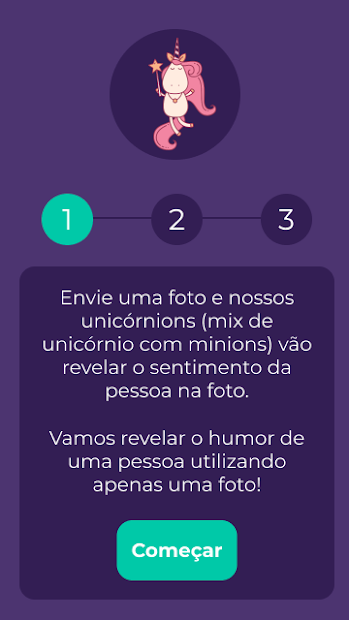 1 2 3
Envie uma foto e nossos
unicórnions (mix de
unicórnio com minions) vão
revelar o sentimento da
pessoa na foto.
Vamos revelar o humor de
uma pessoa utilizando
apenas uma foto!
Começar